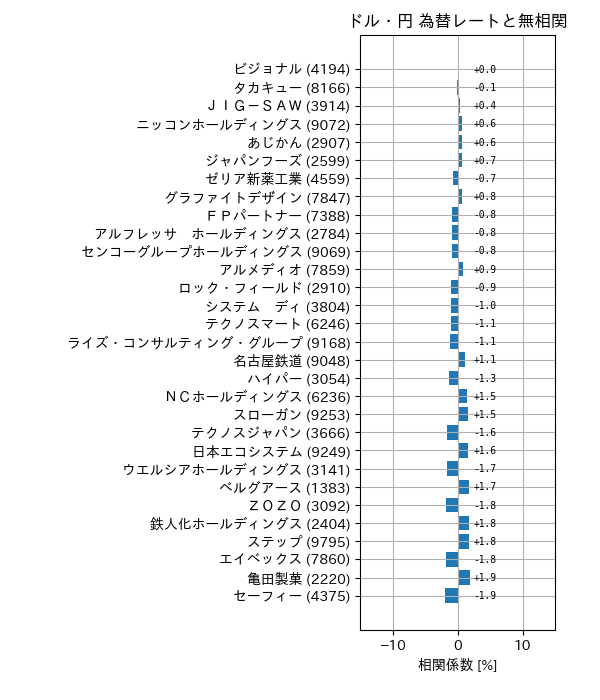 ドル・円 為替レートと無相関
ビジョナル (4194) +0.0
タカキュー (8166) -0.1
ＪＩＧ－ＳＡＷ (3914) +0.4
ニッコンホールディングス (9072) +0.6
あじかん (2907) +0.6
ジャパンフーズ (2599) +0.7
ゼリア新薬工業 (4559) -0.7
グラファイトデザイン (7847) +0.8
ＦＰパートナー (7388) -0.8
アルフレッサ　ホールディングス (2784) -0.8
センコーグループホールディングス (9069) -0.8
アルメディオ (7859) +0.9
ロック・フィールド (2910) -0.9
システム　ディ (3804) -1.0
テクノスマート (6246) -1.1
ライズ・コンサルティング・グループ (9168) -1.1
名古屋鉄道 (9048) +1.1
ハイパー (3054) -1.3
ＮＣホールディングス (6236) +1.5
スローガン (9253) +1.5
テクノスジャパン (3666) -1.6
日本エコシステム (9249) +1.6
ウエルシアホールディングス (3141) -1.7
ベルグアース (1383) +1.7
ＺＯＺＯ (3092) -1.8
鉄人化ホールディングス (2404) +1.8
ステップ (9795) +1.8
エイベックス (7860) -1.8
亀田製菓 (2220) +1.9
セーフィー (4375) -1.9
−10 0 10
相関係数 [%]